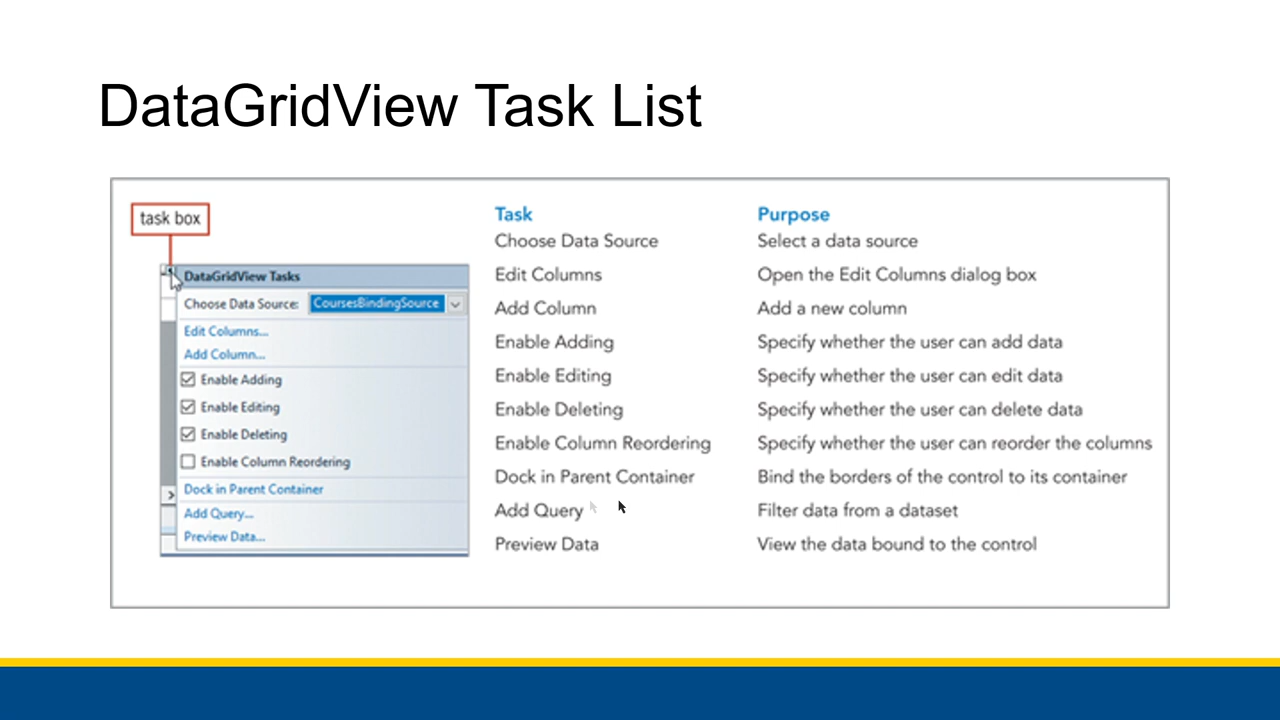 DataGridView Task List
task box
DataGridView Tasks
Choose Data Source: CoursesBindingSource
Edit Columns...
Add Column...
Enable Adding
Enable Editing
Enable Deleting
Enable Column Reordering
Dock in Parent Container
Add Query...
Preview Data...
Task Purpose
Choose Data Source Select a data source
Edit Columns Open the Edit Columns dialog box
Add Column Add a new column
Enable Adding Specify whether the user can add data
Enable Editing Specify whether the user can edit data
Enable Deleting Specify whether the user can delete data
Enable Column Reordering Specify whether the user can reorder the columns
Dock in Parent Container Bind the borders of the control to its container
Add Query Filter data from a dataset
Preview Data View the data bound to the control